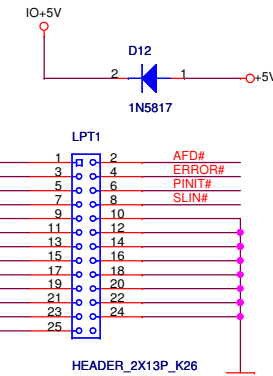 IO+5V
D12
2 1 +5V
1N5817
LPT1
1 2 AFD#
3 4 ERROR#
5 6 PINIT#
7 8 SLIN#
9 10
11 12
13 14
15 16
17 18
19 20
21 22
23 24
25
HEADER_2X13P_K26